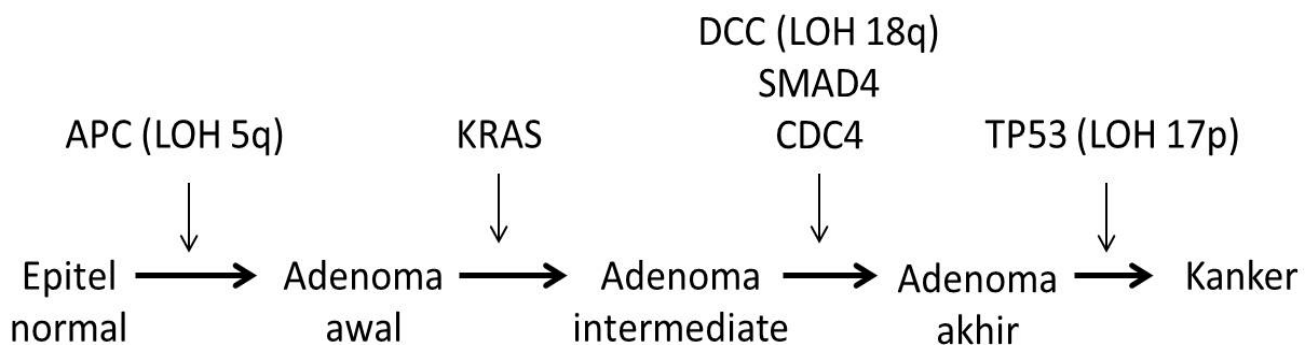 DCC (LOH 18q)
SMAD4
APC (LOH 5q) KRAS CDC4 TP53 (LOH 17p)
Epitel Adenoma Adenoma Adenoma Kanker
normal awal intermediate akhir